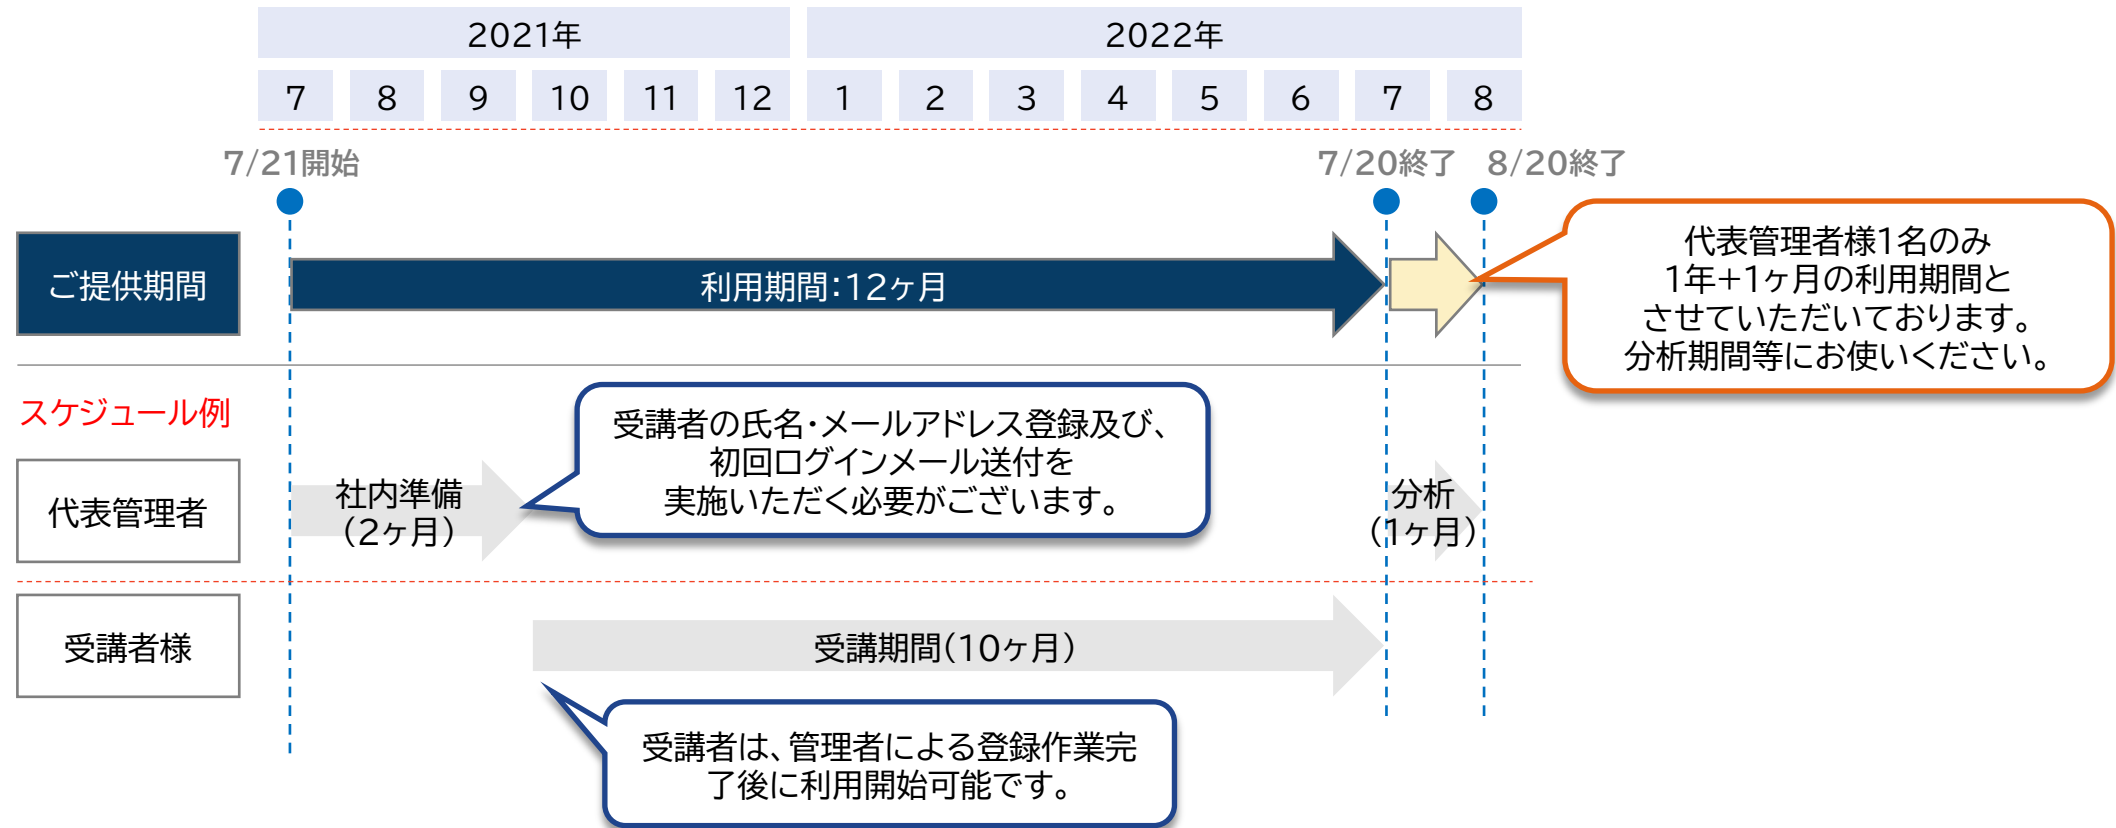 2021年
2022年
7 8 9 10 11 12 1 2 3 4 5 6 7 8
7/21開始
7/20終了
8/20終了
ご提供期間
利用期間：12ヶ月
代表管理者様1名のみ
1年+1ヶ月の利用期間と
させていただいております。
分析期間等にお使いください。
スケジュール例
受講者の氏名・メールアドレス登録及び、
初回ログインメール送付を
実施いただく必要がございます。
代表管理者
社内準備
（2ヶ月）
分析
（1ヶ月）
受講者様
受講期間（10ヶ月）
受講者は、管理者による登録作業完
了後に利用開始可能です。